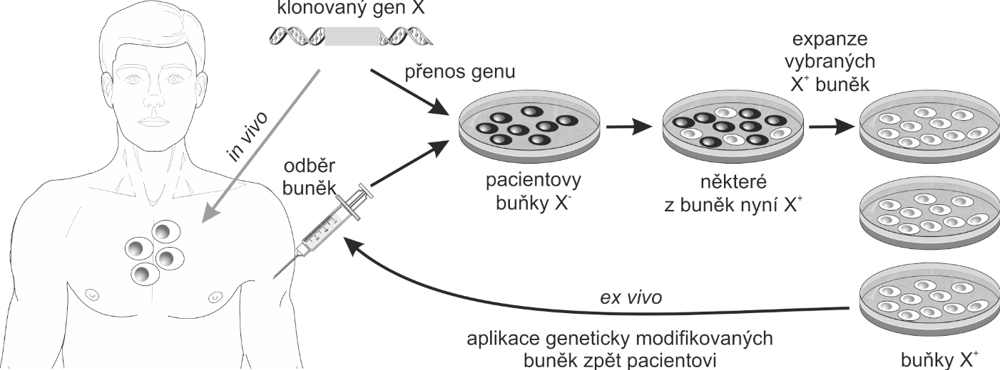 klonovaný gen X
přenos genu
in vivo
odběr
buněk
pacientovy
buňky X⁻
některé
z buněk nyní X⁺
expanze
vybraných
X⁺ buněk
ex vivo
aplikace geneticky modifikovaných
buněk zpět pacientovi
buňky X⁺